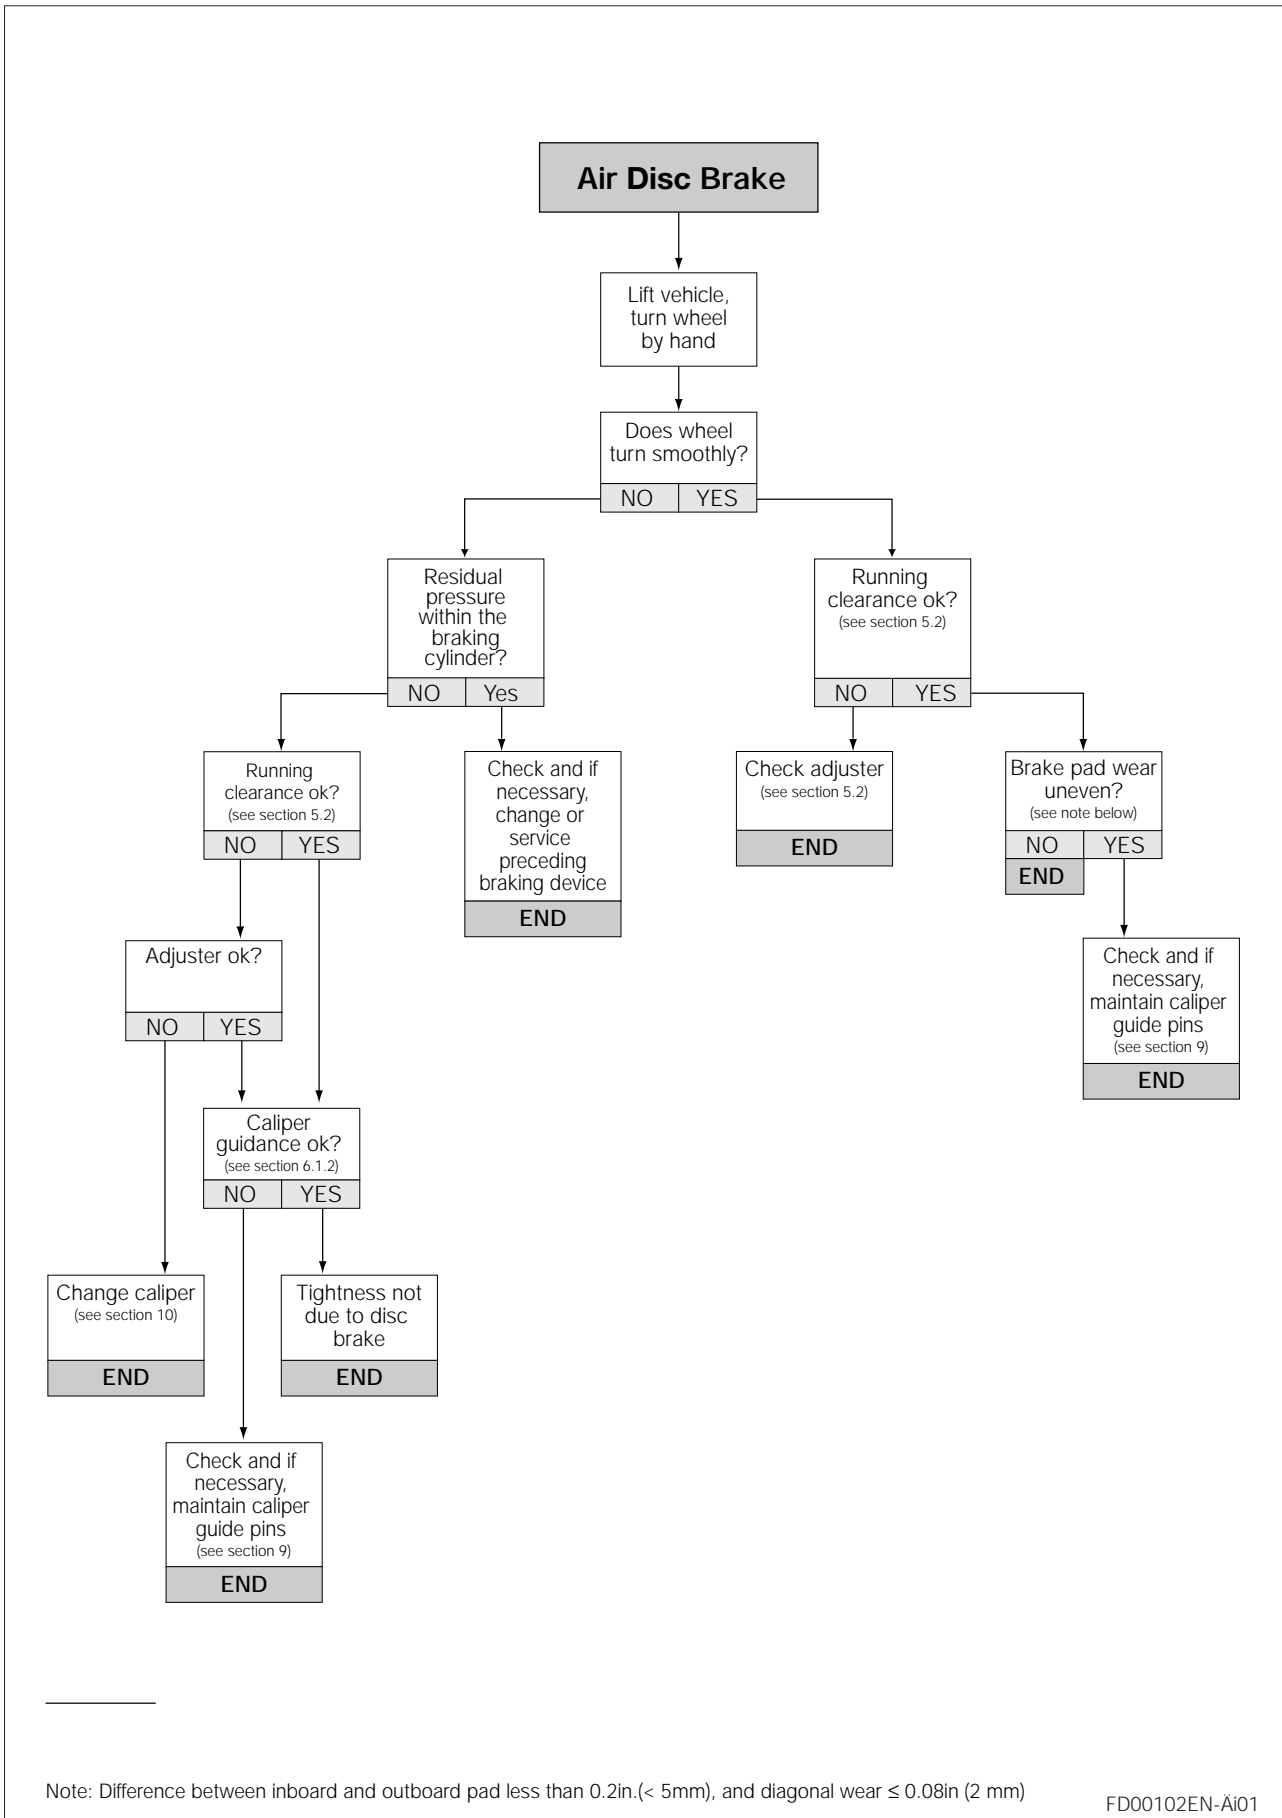 Air Disc Brake
Lift vehicle,
turn wheel
by hand
Does wheel
turn smoothly?
NO YES
Residual
pressure
within the
braking
cylinder?
NO Yes
Running
clearance ok?
(see section 5.2)
NO YES
Running
clearance ok?
(see section 5.2)
NO YES
Check and if
necessary,
change or
service
preceding
braking device
END
Check adjuster
(see section 5.2)
END
Brake pad wear
uneven?
(see note below)
NO YES
END
Adjuster ok?
NO YES
Check and if
necessary,
maintain caliper
guide pins
(see section 9)
END
Caliper
guidance ok?
(see section 6.1.2)
NO YES
Change caliper
(see section 10)
END
Tightness not
due to disc
brake
END
Check and if
necessary,
maintain caliper
guide pins
(see section 9)
END
Note: Difference between inboard and outboard pad less than 0.2in.(< 5mm), and diagonal wear ≤ 0.08in (2 mm)
FD00102EN-Äi01